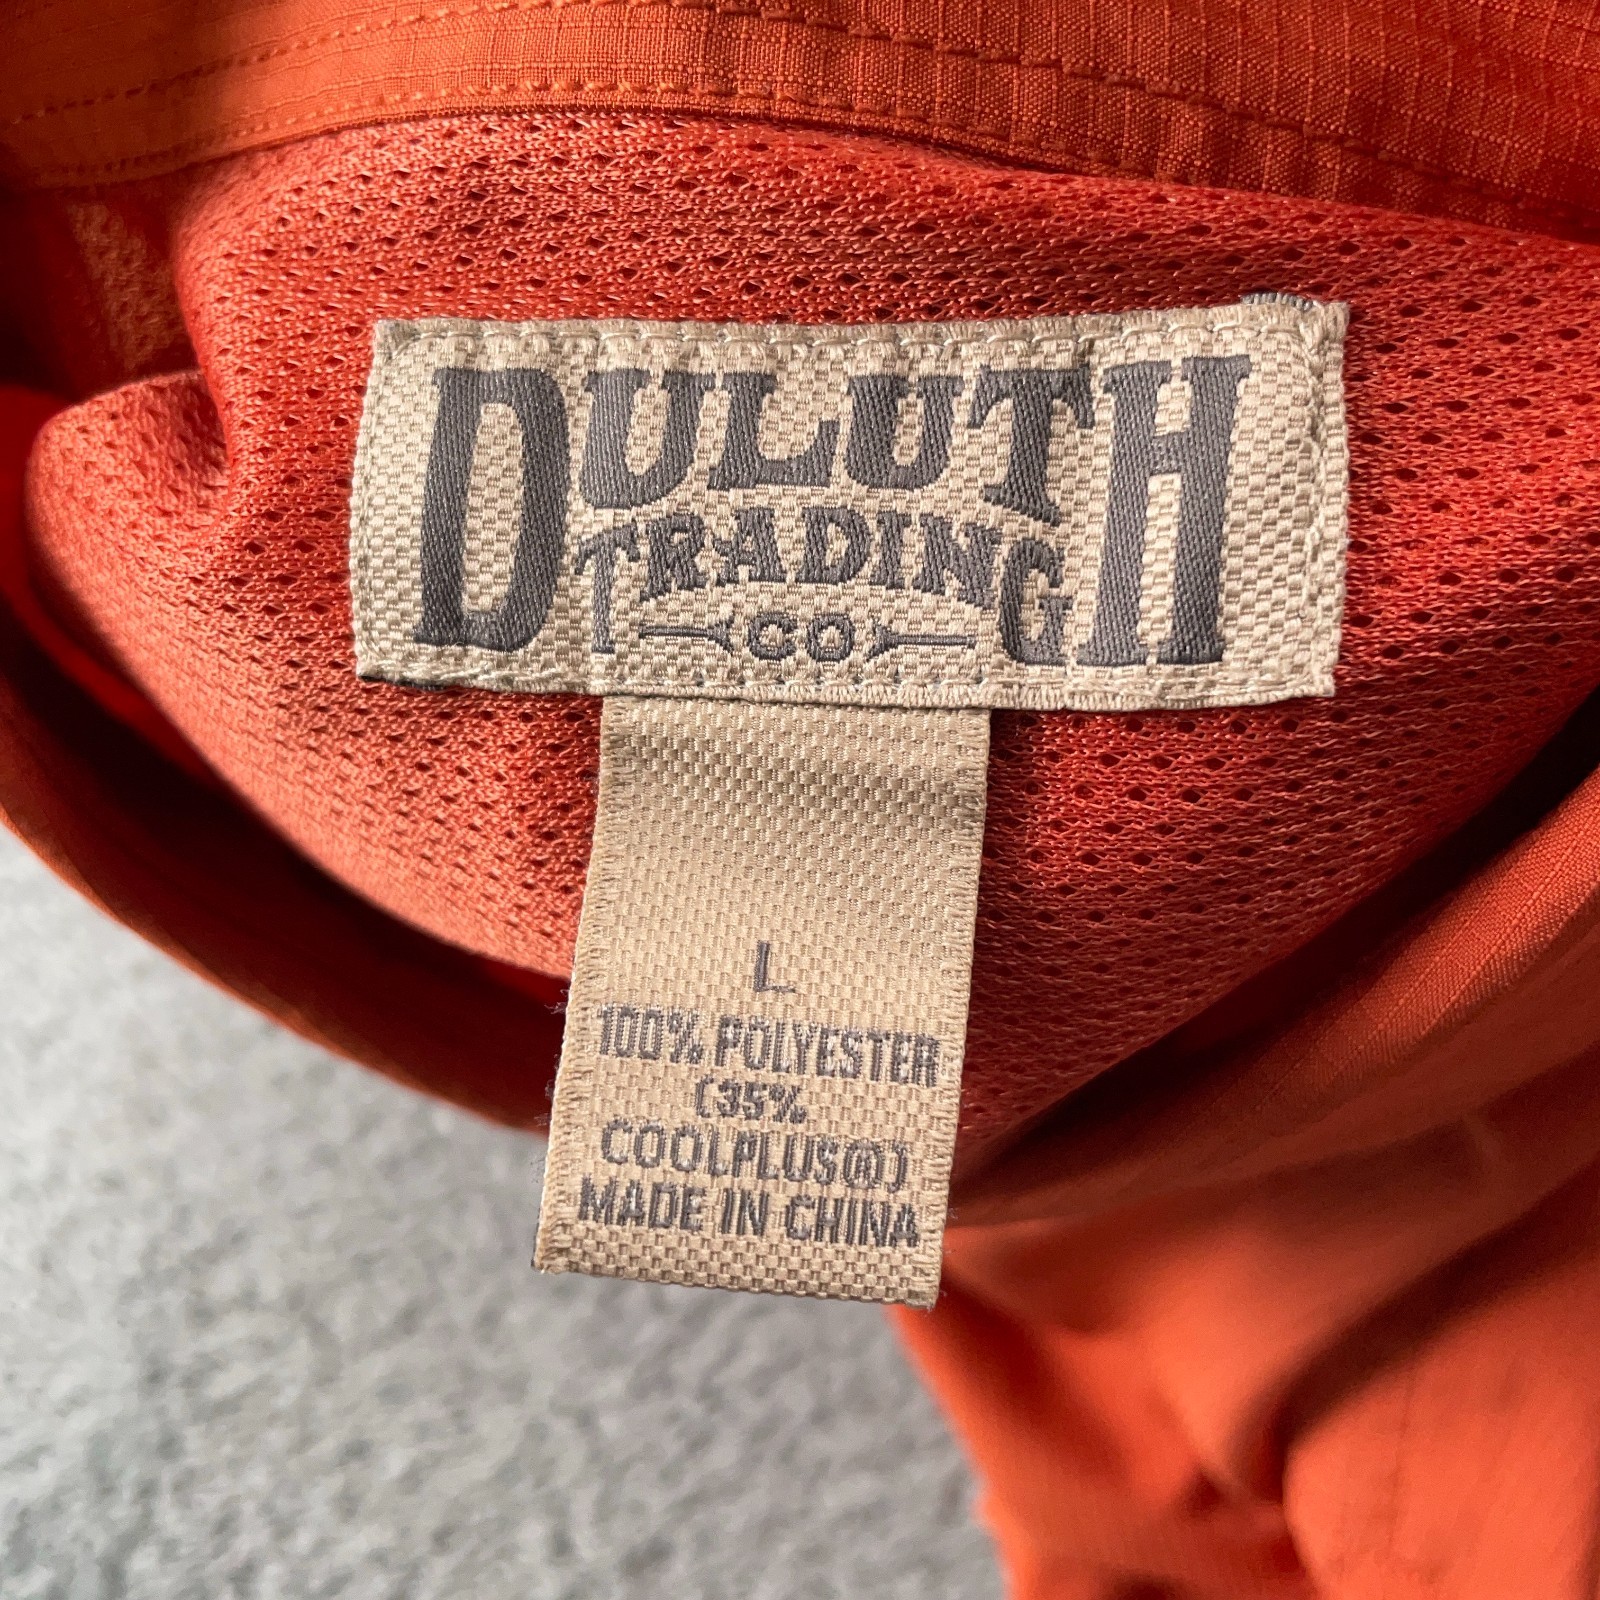 DULUTH
TRADING
CO
L
100% POLYESTER
(35%
COOLPLUS®)
MADE IN CHINA